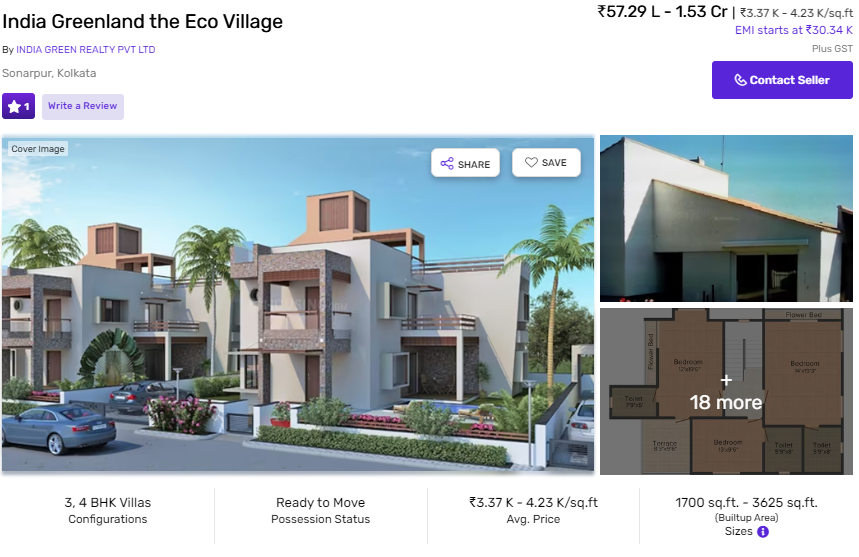 India Greenland the Eco Village
₹57.29 L - 1.53 Cr | ₹3.37 K - 4.23 K/sq.ft
EMI starts at ₹30.34 K
By INDIA GREEN REALTY PVT LTD
Plus GST
Sonarpur, Kolkata
Contact Seller
1 Write a Review
Cover Image
SHARE
SAVE
Flower Bed
Flower Bed
Bedroom
Bedroom
+
18 more
Toilet
Terrace
Bedroom
Toilet
Toilet
3, 4 BHK Villas
Configurations
Ready to Move
Possession Status
₹3.37 K - 4.23 K/sq.ft
Avg. Price
1700 sq.ft. - 3625 sq.ft.
(Builtup Area)
Sizes i